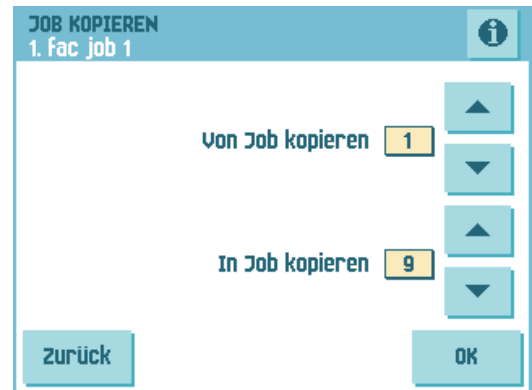 JOB KOPIEREN
1. fac job 1
Von Job kopieren 1
In Job kopieren 9
Zurück
OK